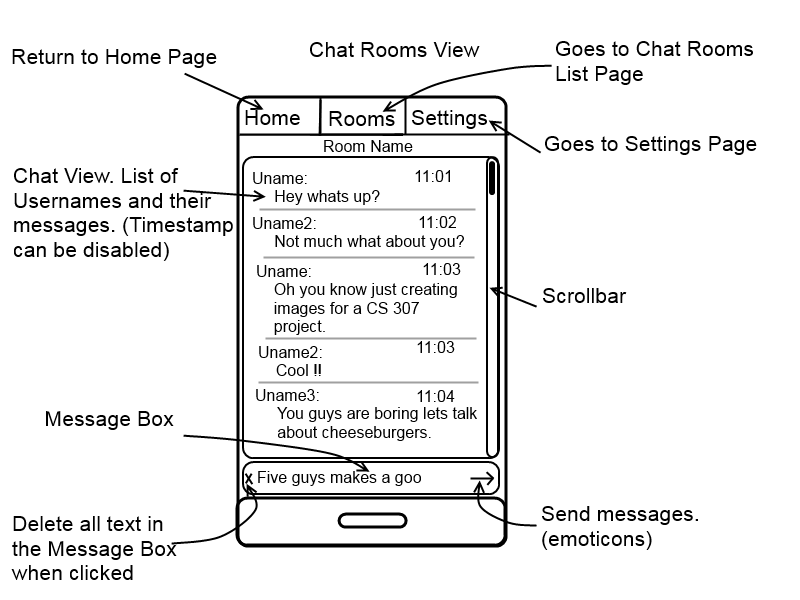 Chat Rooms View
Return to Home Page
Goes to Chat Rooms
List Page
Home
Rooms
Settings
Goes to Settings Page
Room Name
Chat View. List of
Usernames and their
messages. (Timestamp
can be disabled)
Uname: 11:01
Hey whats up?
Uname2: 11:02
Not much what about you?
Uname: 11:03
Oh you know just creating
images for a CS 307
project.
Scrollbar
Uname2: 11:03
Cool !!
Uname3: 11:04
You guys are boring lets talk
about cheeseburgers.
Message Box
x Five guys makes a goo
Delete all text in
the Message Box
when clicked
Send messages.
(emoticons)